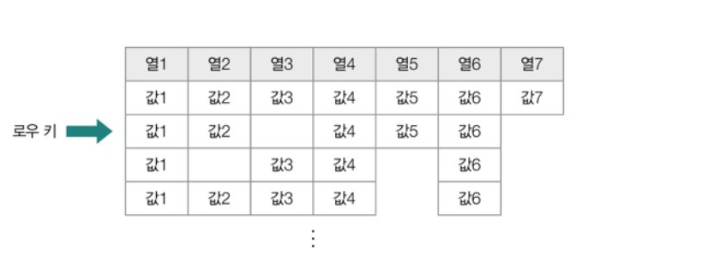 열1 열2 열3 열4 열5 열6 열7
값1 값2 값3 값4 값5 값6 값7
로우 키 값1 값2 값4 값5 값6
값1 값3 값4 값6
값1 값2 값3 값4 값6
⋮